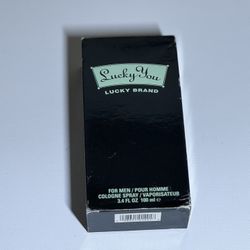 Lucky You
LUCKY BRAND
FOR MEN / POUR HOMME
COLOGNE SPRAY / VAPORISATEUR
3.4 FL OZ 100 ml ℮